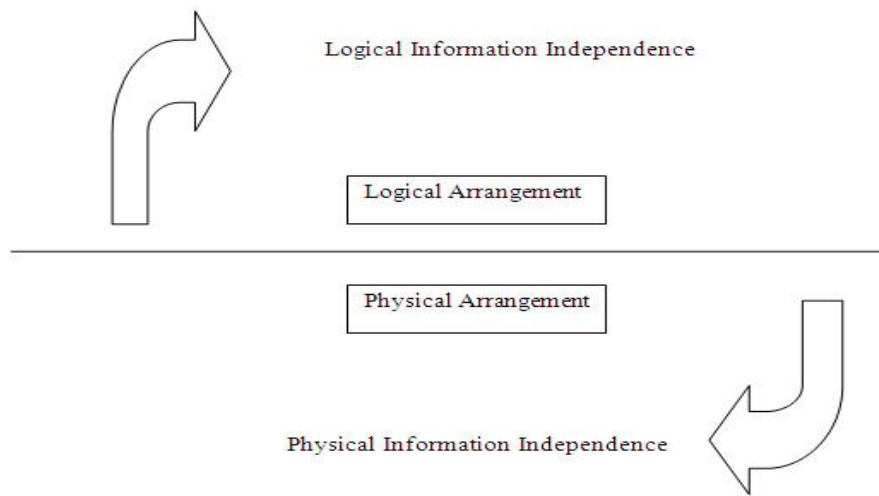 Logical Information Independence
Logical Arrangement
Physical Arrangement
Physical Information Independence